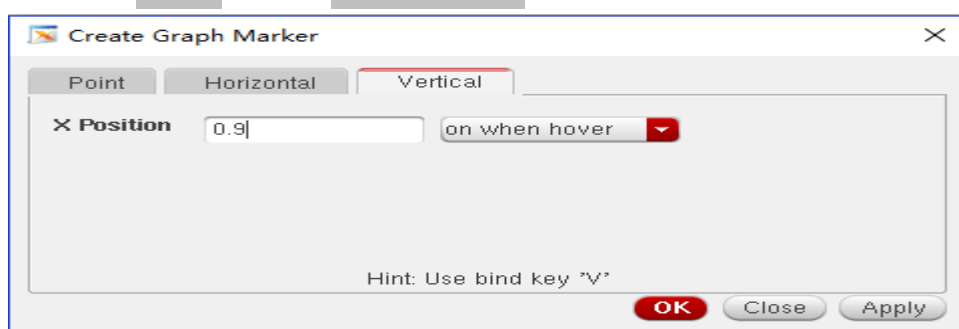 Create Graph Marker
Point Horizontal Vertical
X Position 0.9 on when hover
Hint: Use bind key 'V'
OK Close Apply